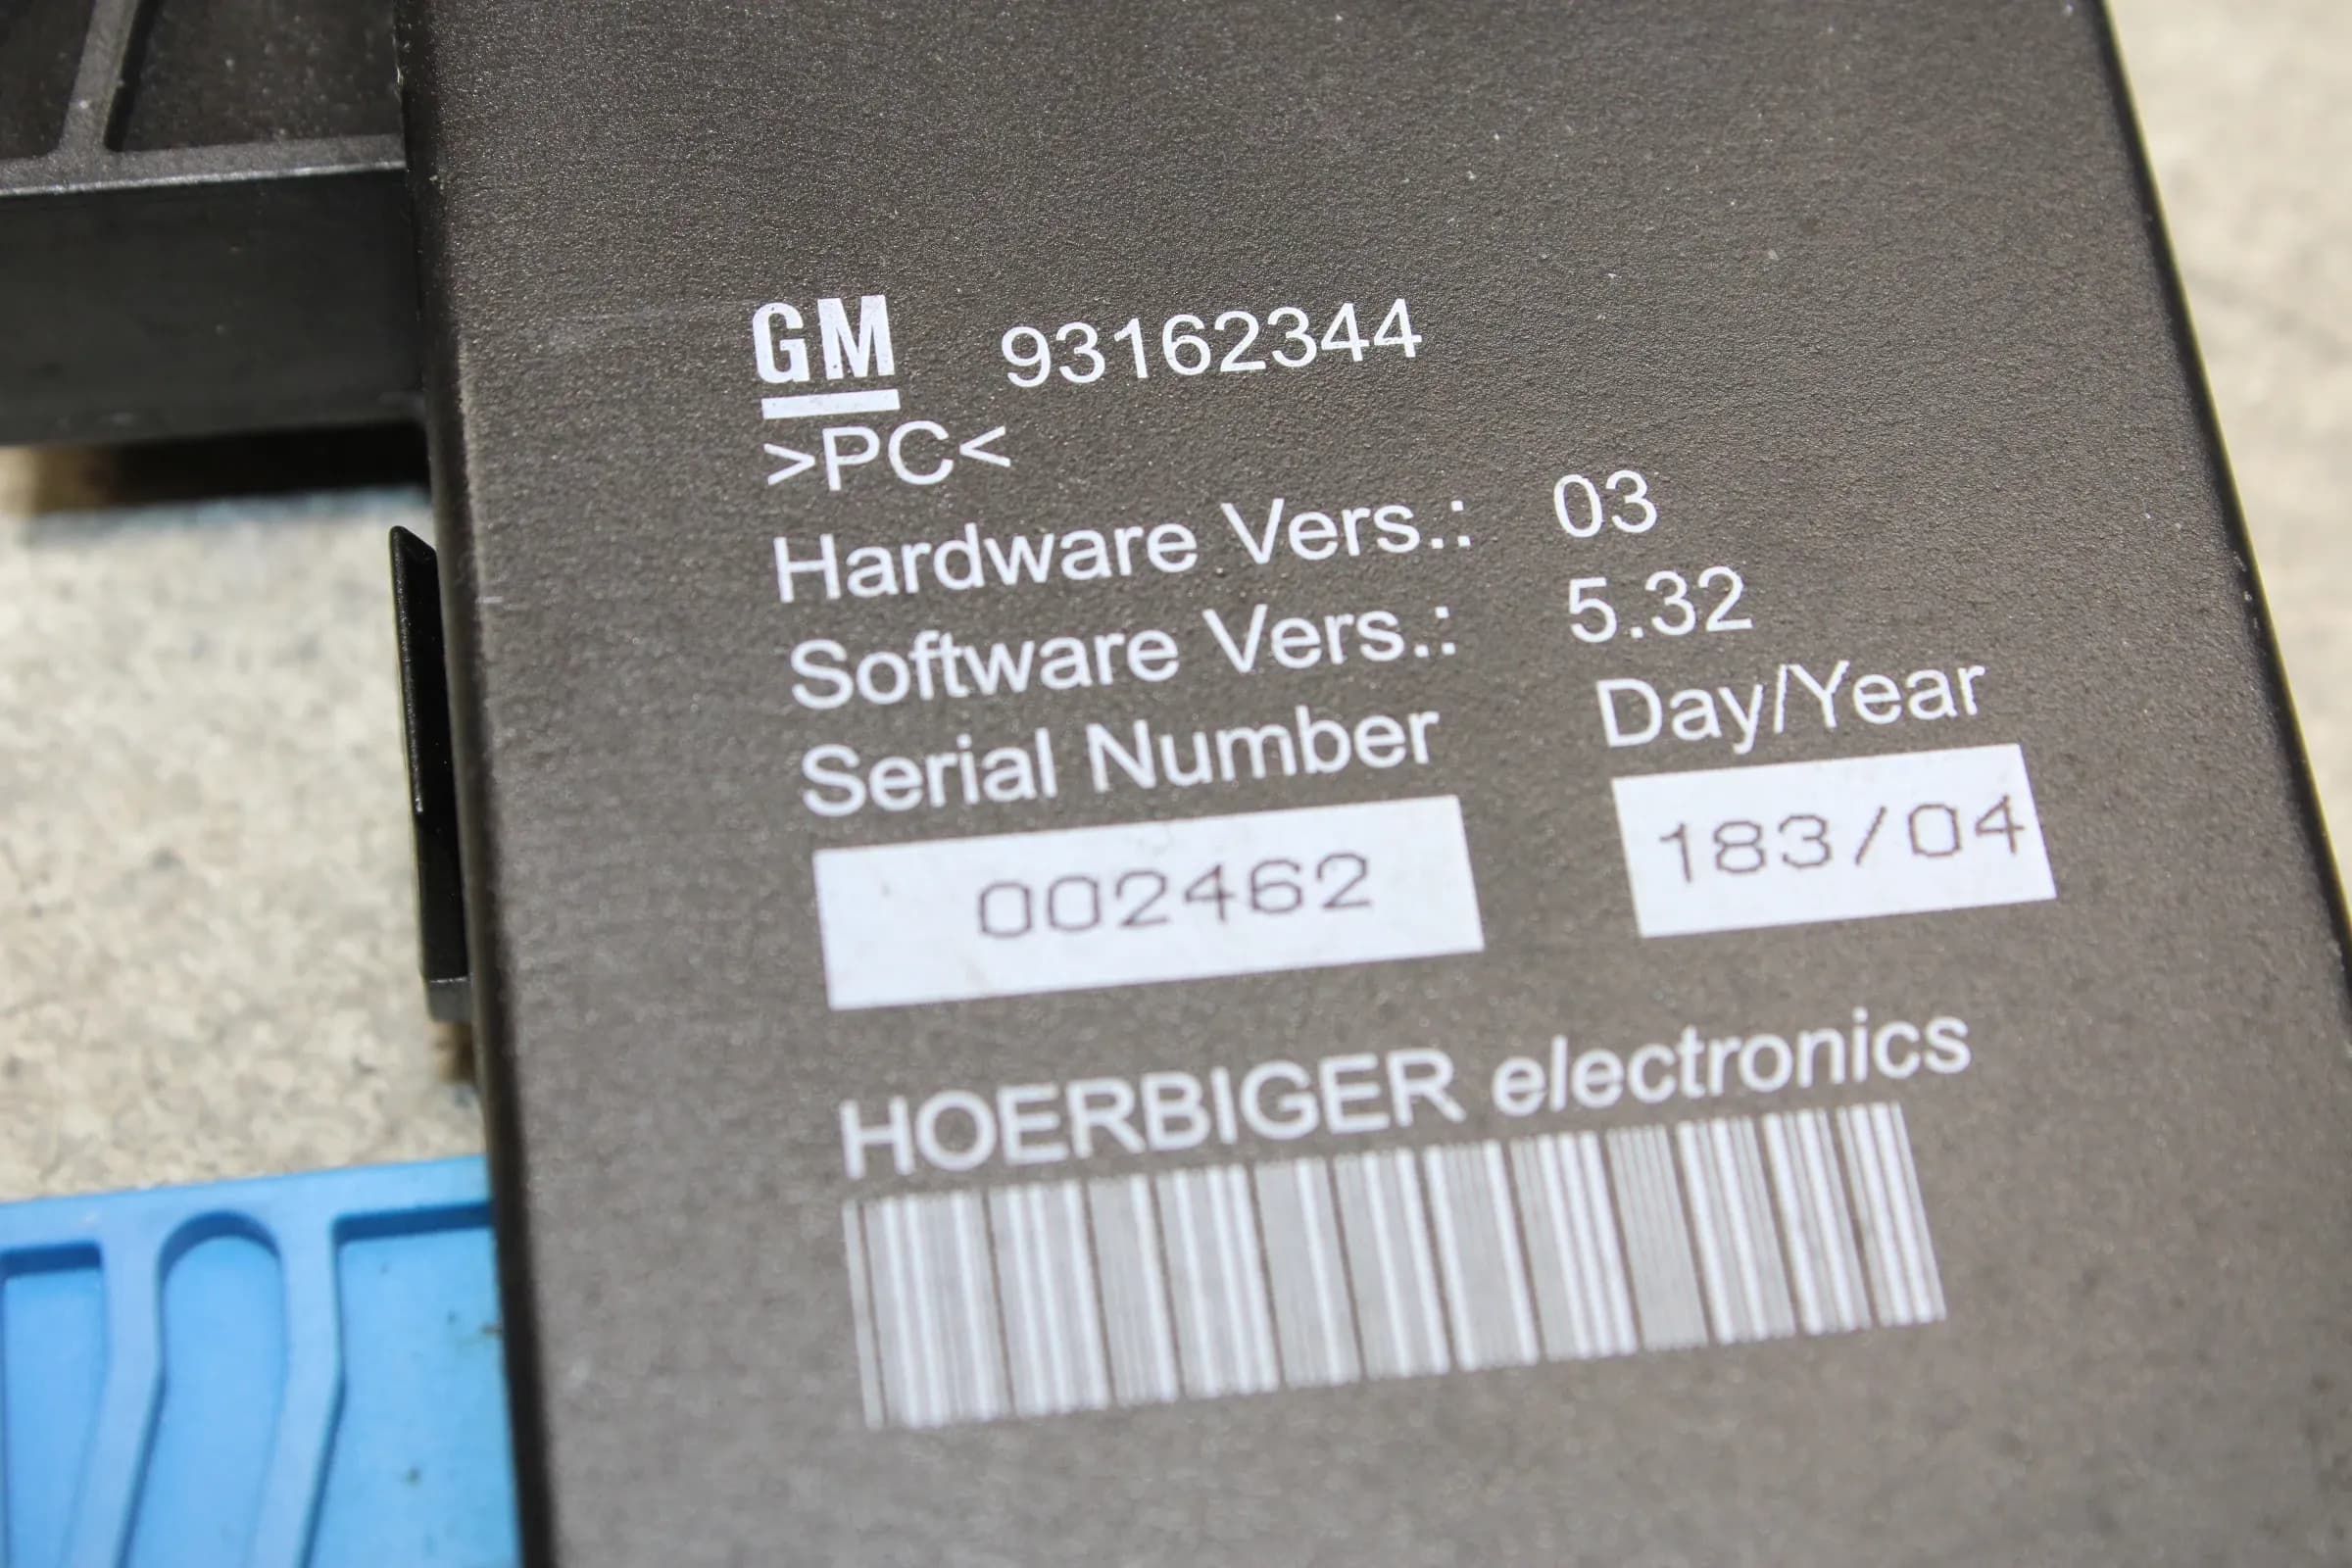 GM 93162344
>PC<
Hardware Vers.: 03
Software Vers.: 5.32
Serial Number Day/Year
002462 183/04
HOERBIGER electronics